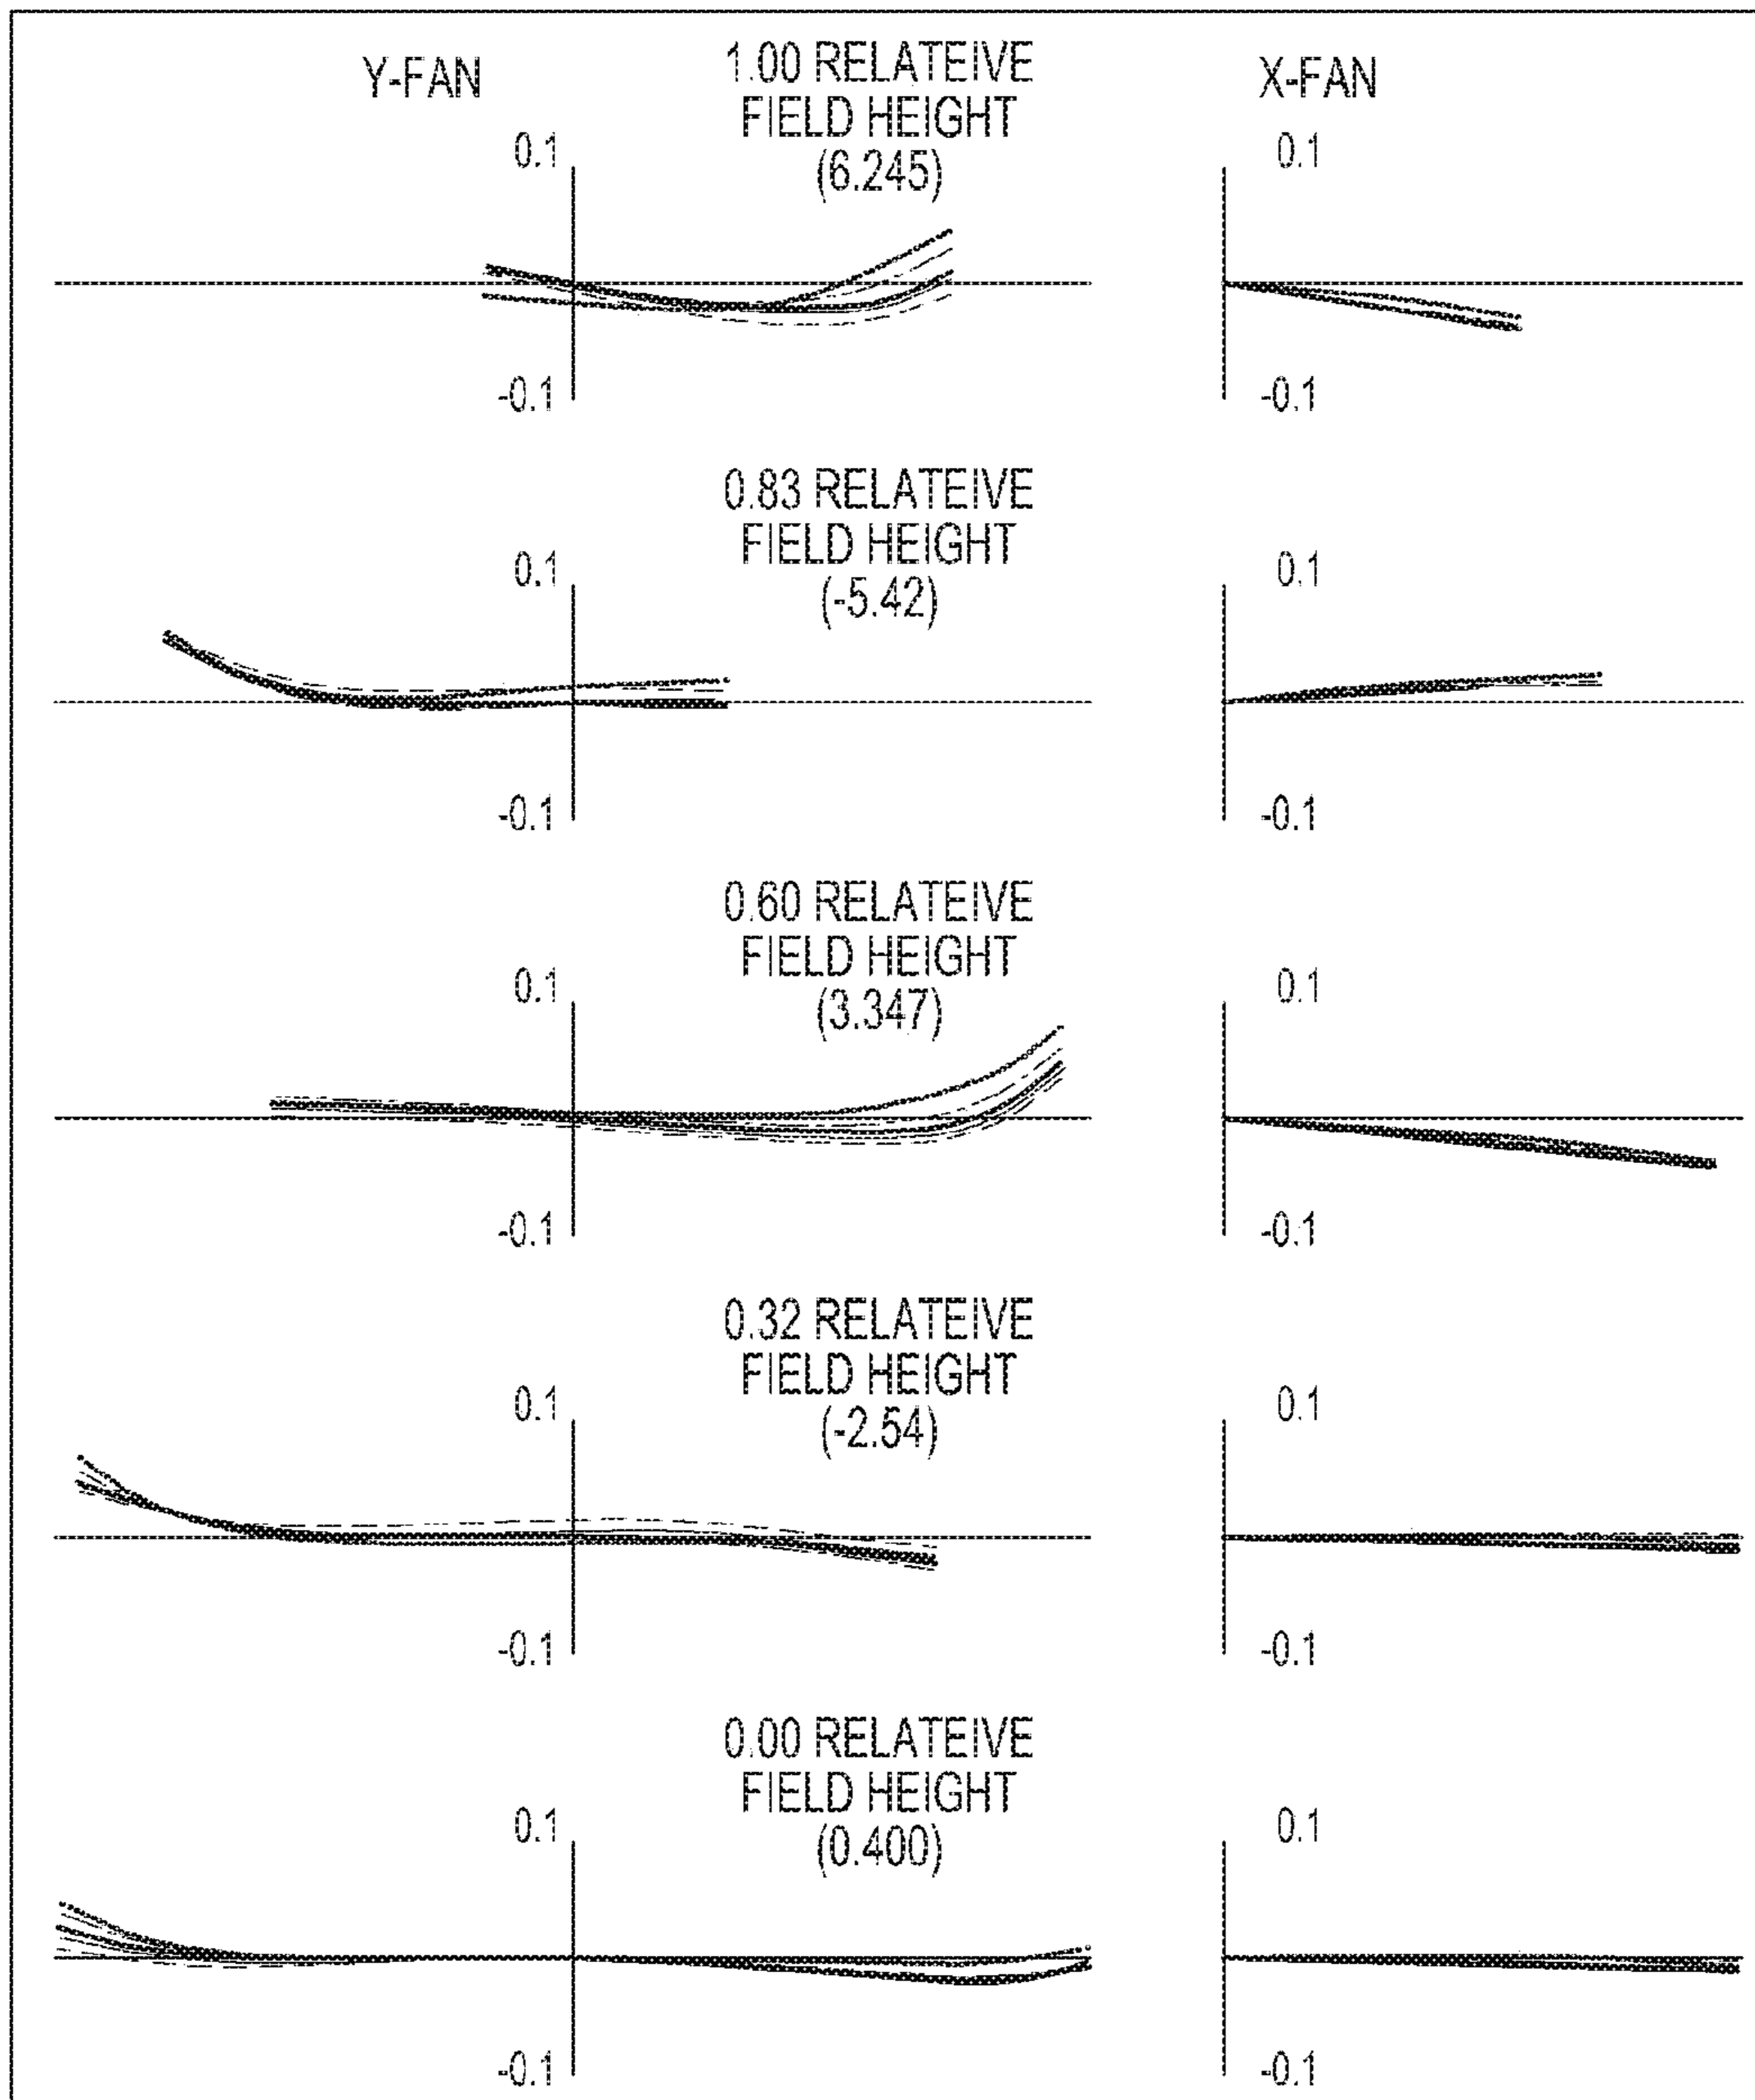 Y-FAN
1.00 RELATEIVE
FIELD HEIGHT
(6.245)
X-FAN
0.1
0.1
-0.1
-0.1
0.83 RELATEIVE
FIELD HEIGHT
(-5.42)
0.1
0.1
-0.1
-0.1
0.60 RELATEIVE
FIELD HEIGHT
(3.347)
0.1
0.1
-0.1
-0.1
0.32 RELATEIVE
FIELD HEIGHT
(-2.54)
0.1
0.1
-0.1
-0.1
0.00 RELATEIVE
FIELD HEIGHT
(0.400)
0.1
0.1
-0.1
-0.1